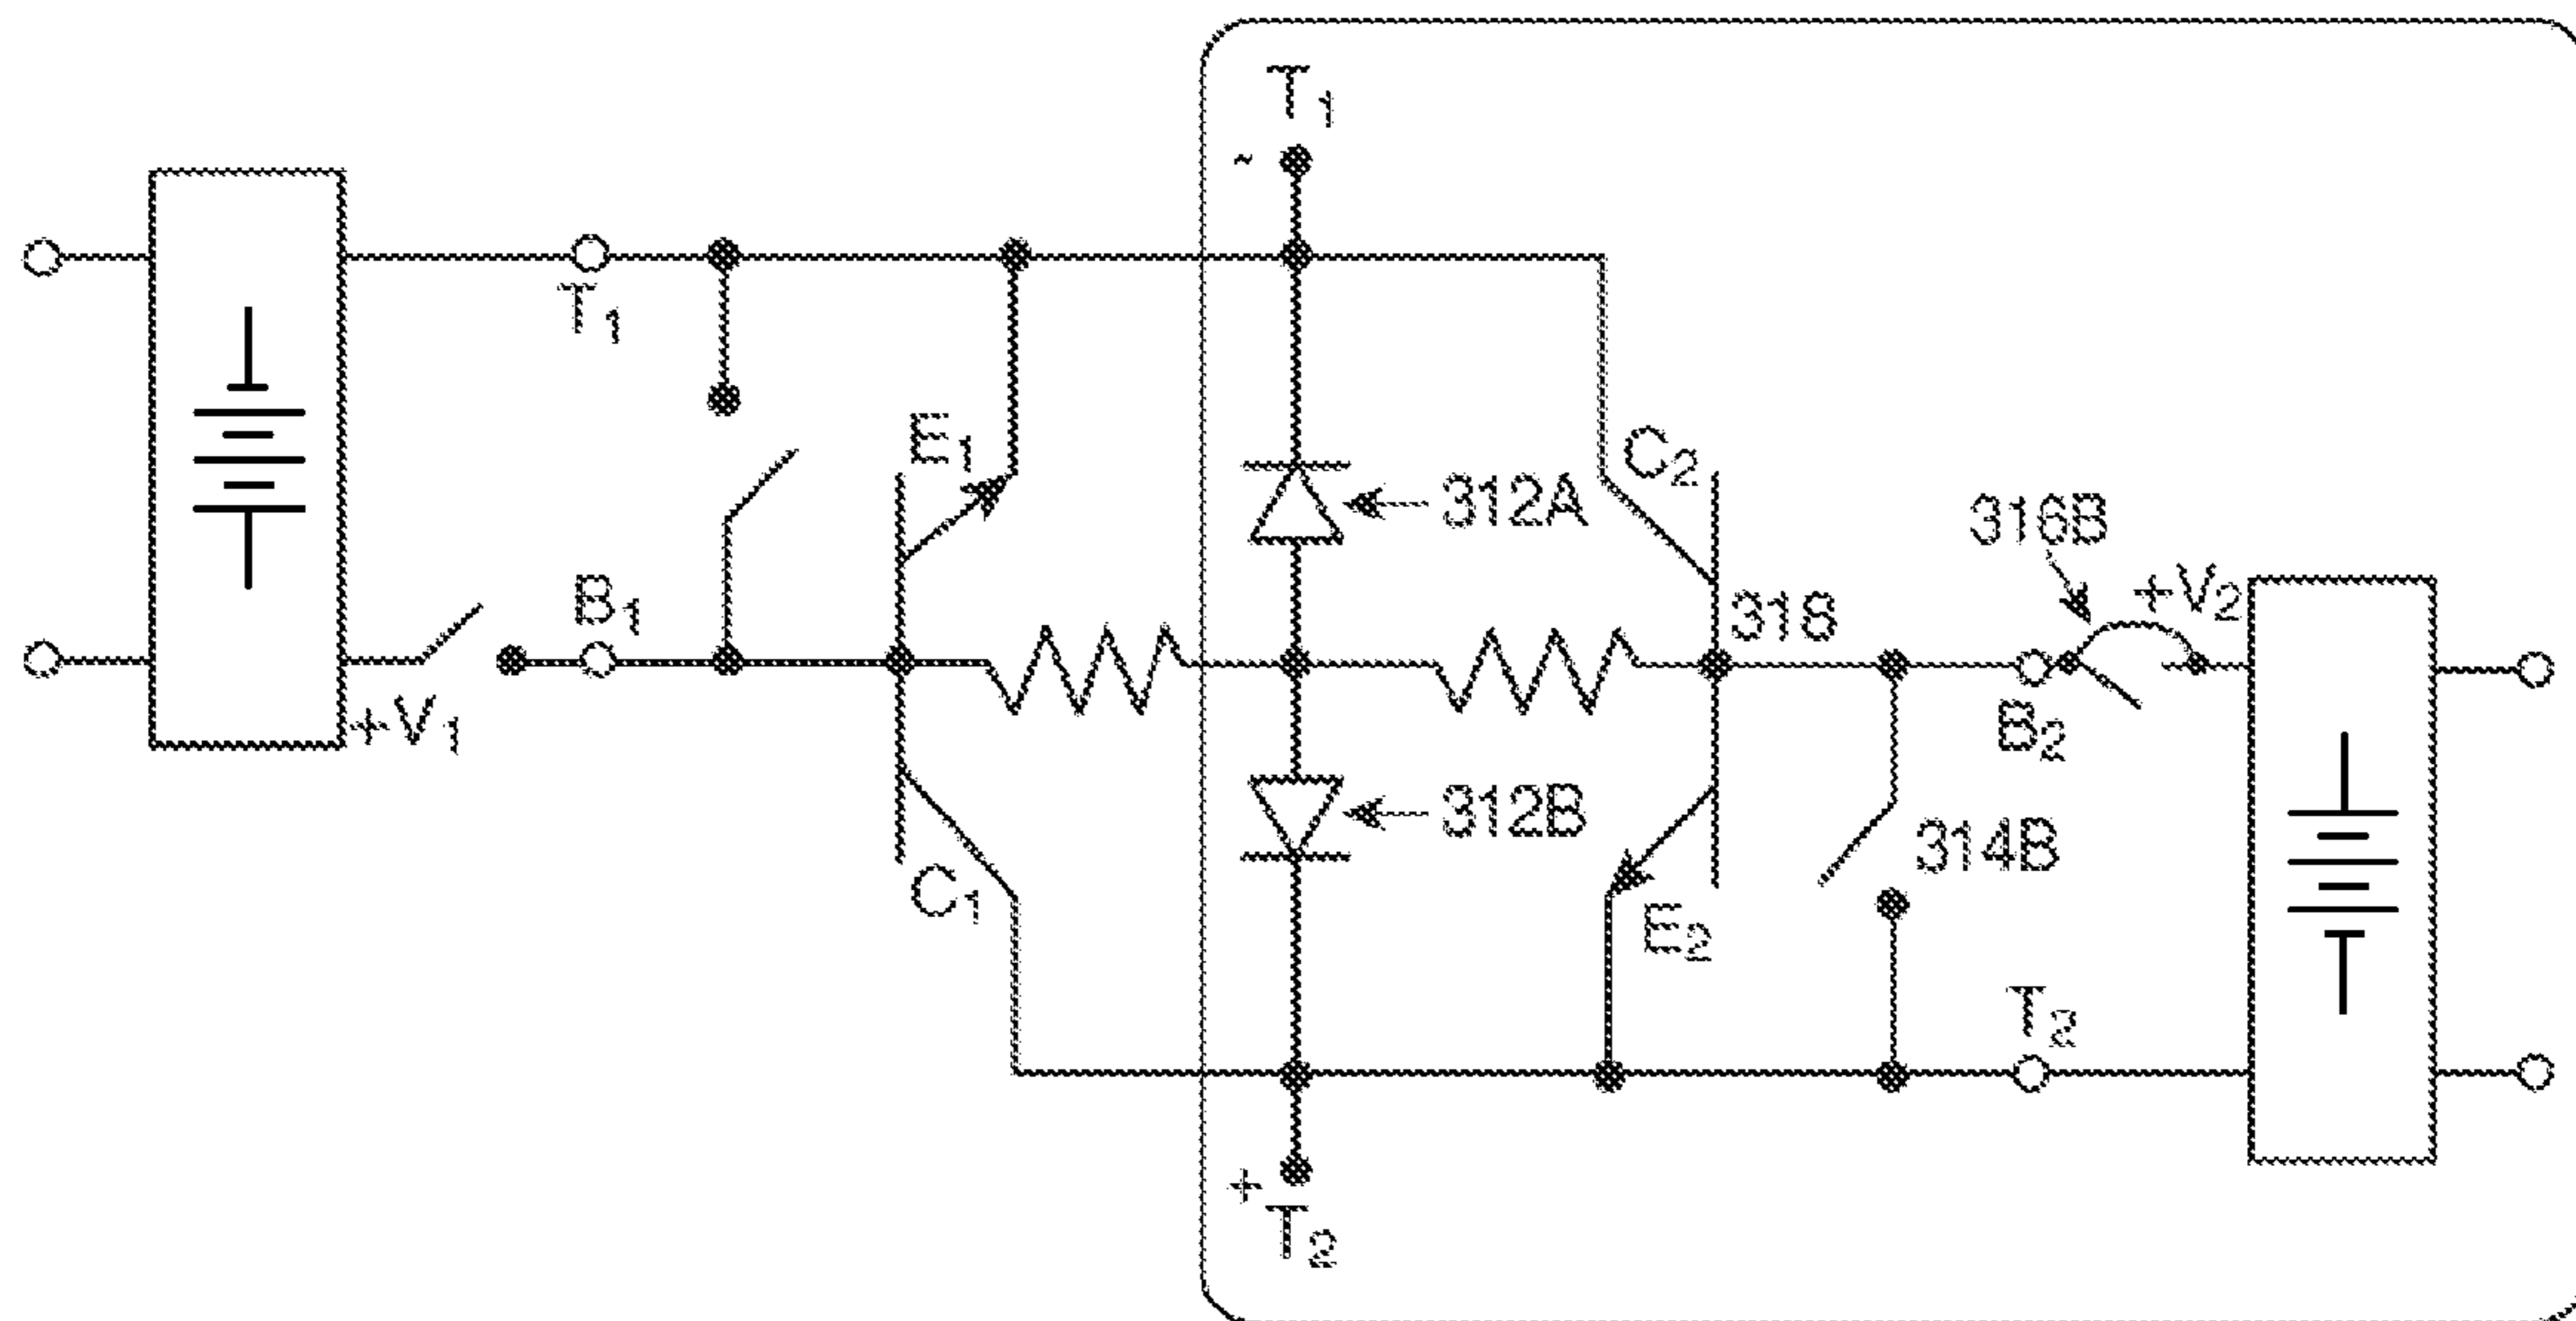 T₁
-
T₁
E₁
C₂
312A
316B
+V₂
B₁
318
+V₁
B₂
312B
314B
C₁
E₂
T₂
+
T₂